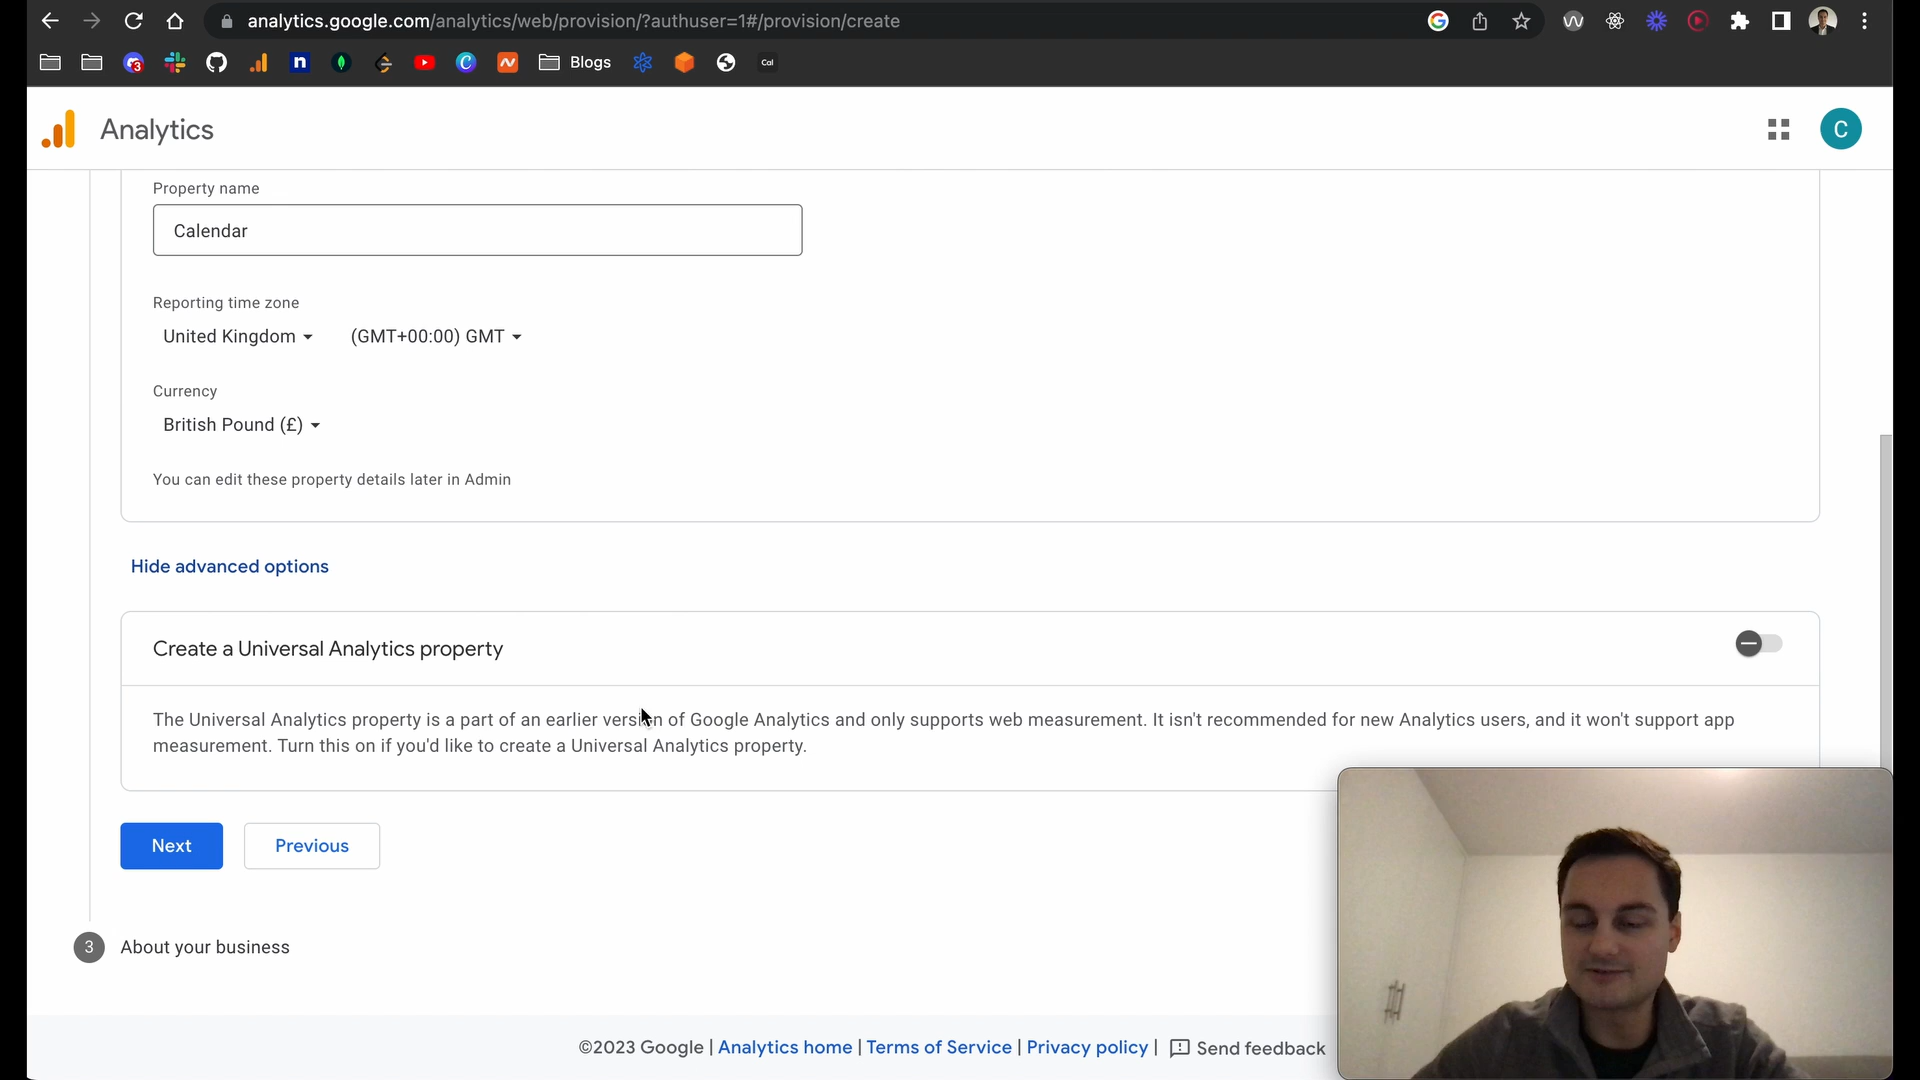 analytics.google.com/analytics/web/provision/?authuser=1#/provision/create
3
n
Blogs
Cal
Analytics
C
Property name
Calendar
Reporting time zone
United Kingdom
(GMT+00:00) GMT
Currency
British Pound (£)
You can edit these property details later in Admin
Hide advanced options
Create a Universal Analytics property
The Universal Analytics property is a part of an earlier version of Google Analytics and only supports web measurement. It isn't recommended for new Analytics users, and it won't support app
measurement. Turn this on if you'd like to create a Universal Analytics property.
Next
Previous
3 About your business
©2023 Google | Analytics home | Terms of Service | Privacy policy | Send feedback